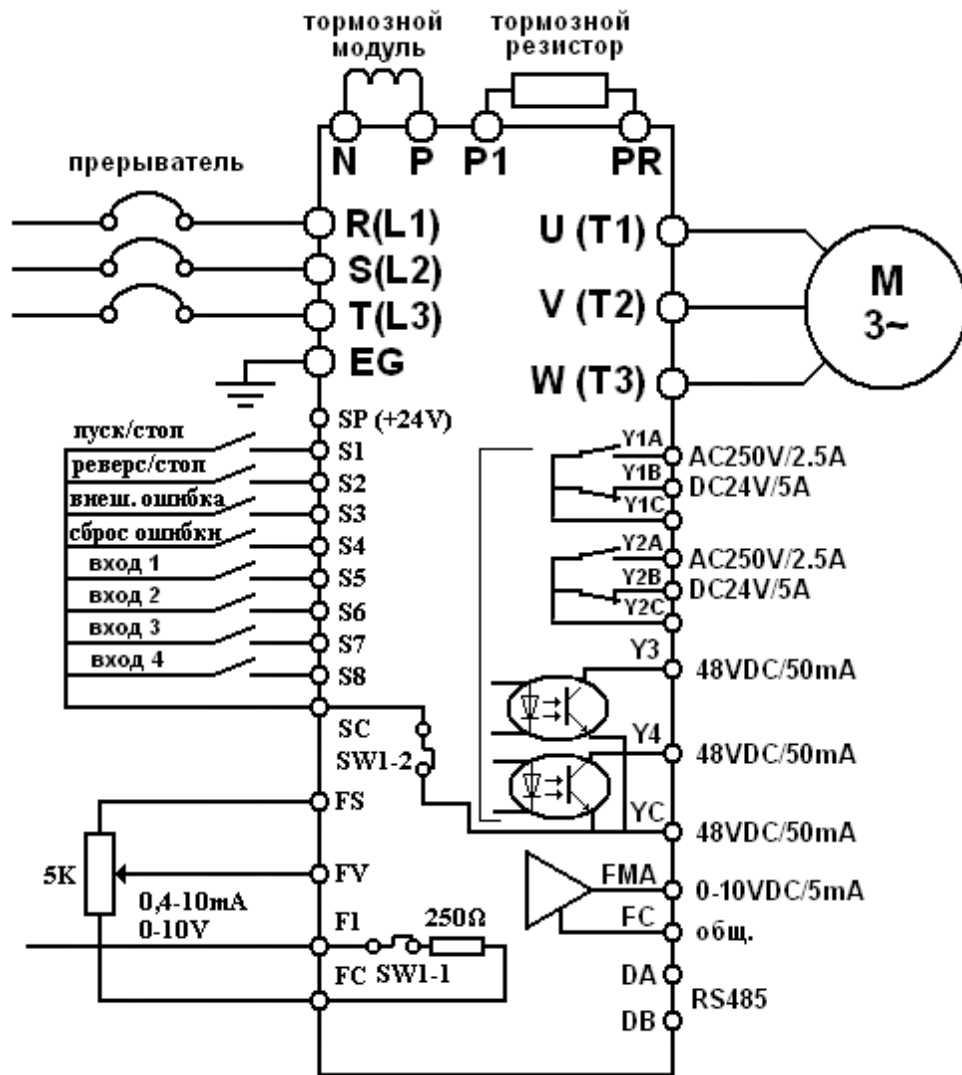 тормозной
модуль
тормозной
резистор
N
P
P1
PR
прерыватель
R(L1)
S(L2)
T(L3)
EG
U (T1)
V (T2)
W (T3)
M
3~
SP (+24V)
пуск/стоп
S1
реверс/стоп
S2
внеш. ошибка
S3
сброс ошибки
S4
вход 1
S5
вход 2
S6
вход 3
S7
вход 4
S8
SC
SW1-2
Y1A
AC250V/2.5A
Y1B
DC24V/5A
Y1C
Y2A
AC250V/2.5A
Y2B
DC24V/5A
Y2C
Y3
48VDC/50mA
Y4
48VDC/50mA
YC
48VDC/50mA
FS
5K
FV
0,4-10mA
0-10V
F1
250Ω
FC
SW1-1
FMA
0-10VDC/5mA
FC
общ.
DA
RS485
DB